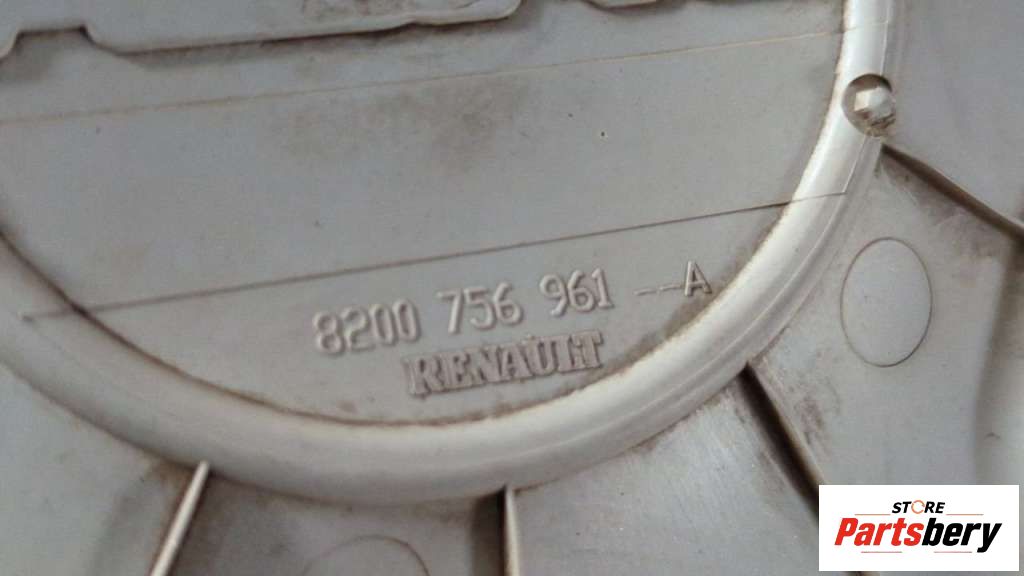 8200 756 961 --A
RENAULT
STORE
Partsbery